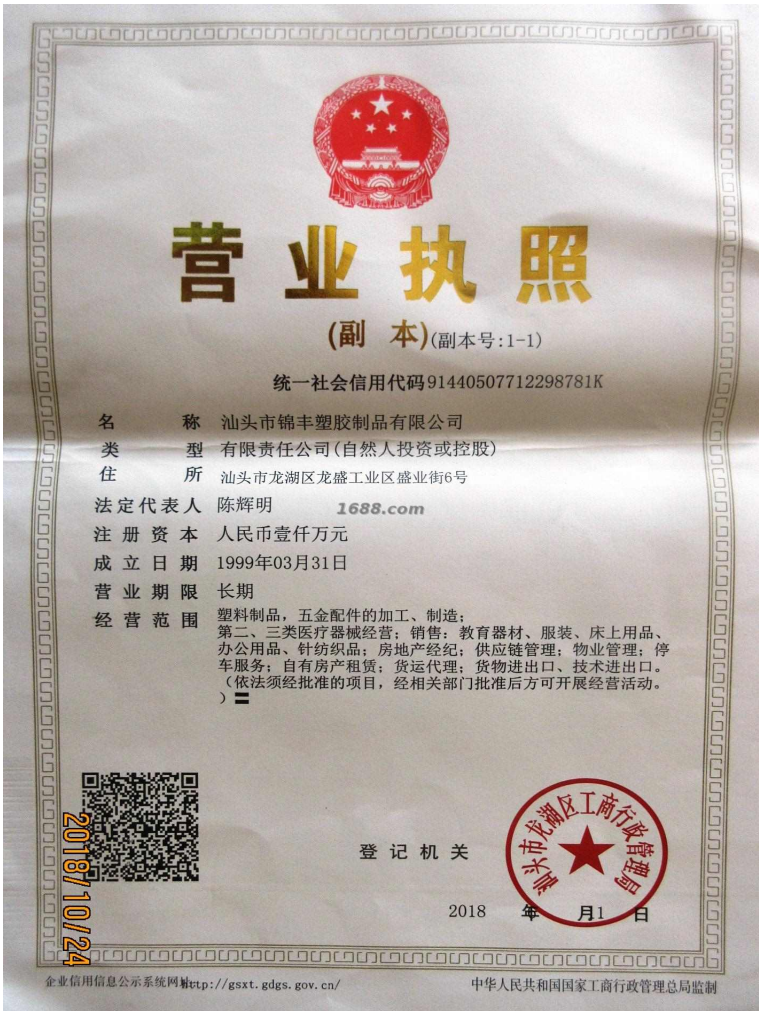 营业执照
(副 本)(副本号:1-1)
统一社会信用代码91440507712298781K
名 称 汕头市锦丰塑胶制品有限公司
类 型 有限责任公司(自然人投资或控股)
住 所 汕头市龙湖区龙盛工业区盛业街6号
法定代表人 陈辉明
1688.com
注册资本 人民币壹仟万元
成立日期 1999年03月31日
营业期限 长期
经营范围 塑料制品，五金配件的加工、制造；
第二、三类医疗器械经营；销售：教育器材、服装、床上用品、
办公用品、针纺织品；房地产经纪；供应链管理；物业管理；停
车服务；自有房产租赁；货运代理；货物进出口、技术进出口。
（依法须经批准的项目，经相关部门批准后方可开展经营活动。
）〓
登记机关
汕头市龙湖区工商行政管理局
2018 年 月 日
2018/10/24
企业信用信息公示系统网址:http://gsxt.gdgs.gov.cn/
中华人民共和国国家工商行政管理总局监制